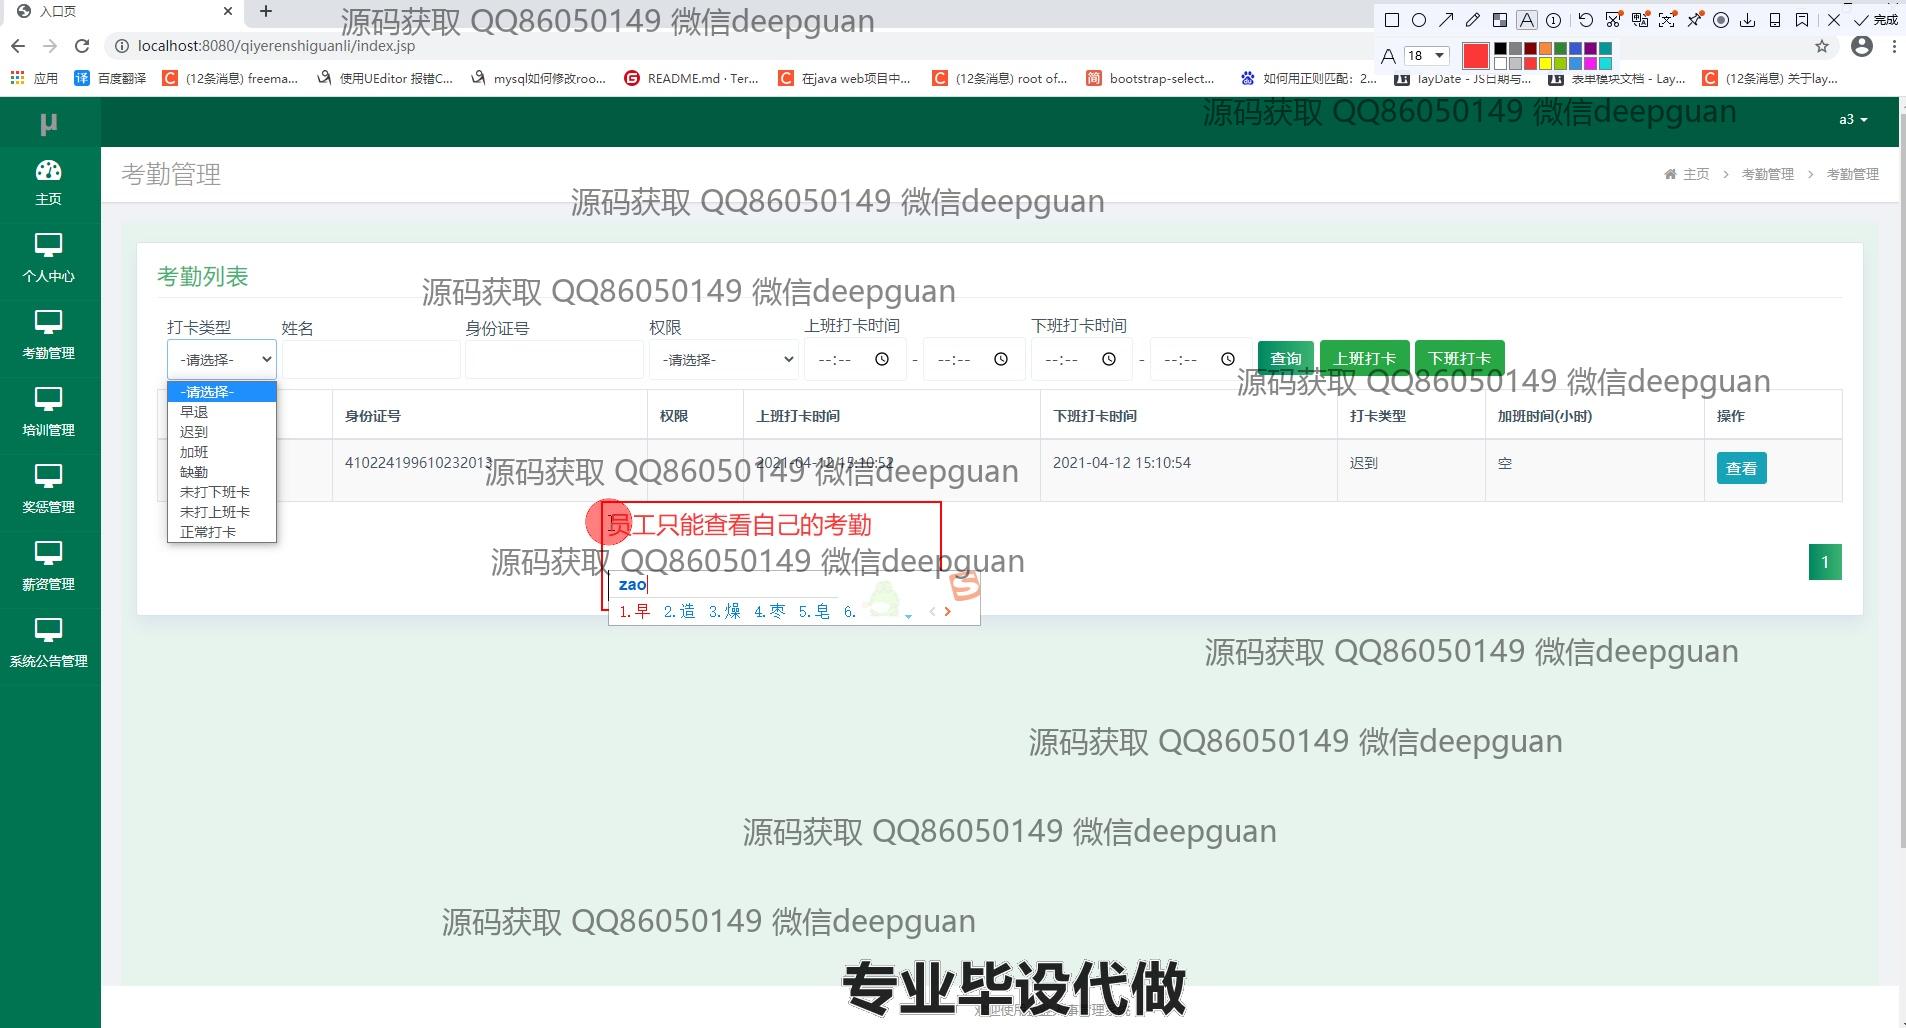 入口页
源码获取 QQ86050149 微信deepguan
完成
localhost:8080/qiyerenshiguanli/index.jsp
18
应用
百度翻译
(12条消息) freema...
使用UEditor 报错C...
mysql如何修改roo...
README.md · Ter...
在java web项目中...
(12条消息) root of...
bootstrap-select...
如何用正则匹配：2...
layDate - JS日期与...
表单模块文档 - Lay...
(12条消息) 关于lay...
μ
源码获取 QQ86050149 微信deepguan
a3
主页
考勤管理
主页 > 考勤管理 > 考勤管理
源码获取 QQ86050149 微信deepguan
个人中心
考勤列表
源码获取 QQ86050149 微信deepguan
打卡类型 姓名 身份证号 权限 上班打卡时间 下班打卡时间
考勤管理
-请选择- -请选择- --:-- - --:-- --:-- - --:-- 查询 上班打卡 下班打卡
源码获取 QQ86050149 微信deepguan
-请选择-
早退
迟到
加班
缺勤
未打下班卡
未打上班卡
正常打卡
身份证号 权限 上班打卡时间 下班打卡时间 打卡类型 加班时间(小时) 操作
培训管理
410224199610232013 2021-04-12 15:10:52 2021-04-12 15:10:54 迟到 空 查看
源码获取 QQ86050149 微信deepguan
奖惩管理
员工只能查看自己的考勤
源码获取 QQ86050149 微信deepguan
1
薪资管理
zao
1.早 2.造 3.燥 4.枣 5.皂 6.
系统公告管理
源码获取 QQ86050149 微信deepguan
源码获取 QQ86050149 微信deepguan
源码获取 QQ86050149 微信deepguan
源码获取 QQ86050149 微信deepguan
专业毕设代做